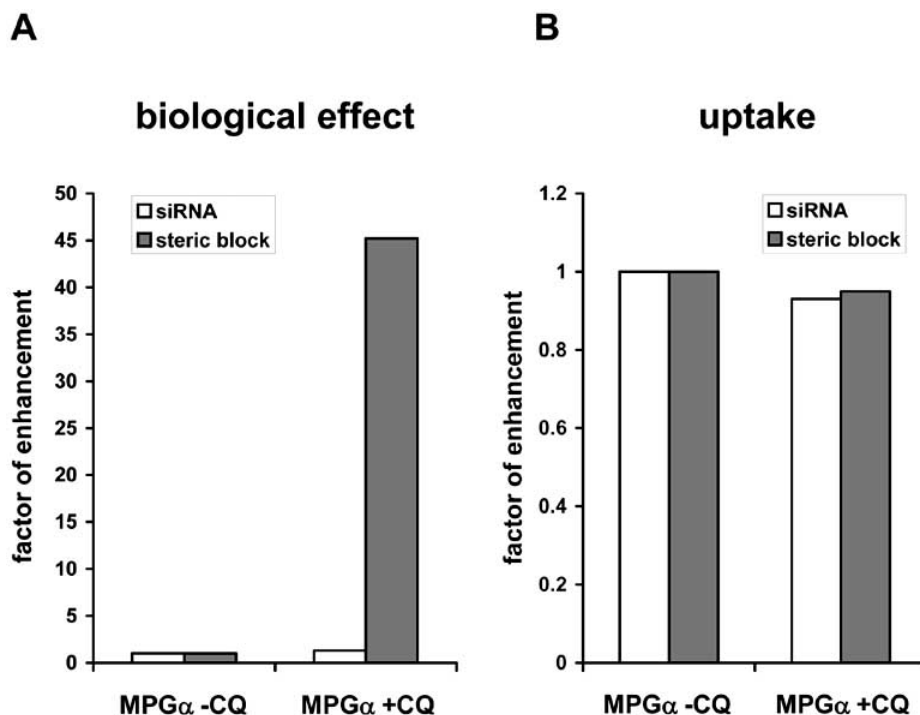 A
biological effect
factor of enhancement
50
45
40
35
30
25
20
15
10
5
0
siRNA
steric block
MPGα -CQ
MPGα +CQ
B
uptake
factor of enhancement
1.2
1
0.8
0.6
0.4
0.2
0
siRNA
steric block
MPGα -CQ
MPGα +CQ